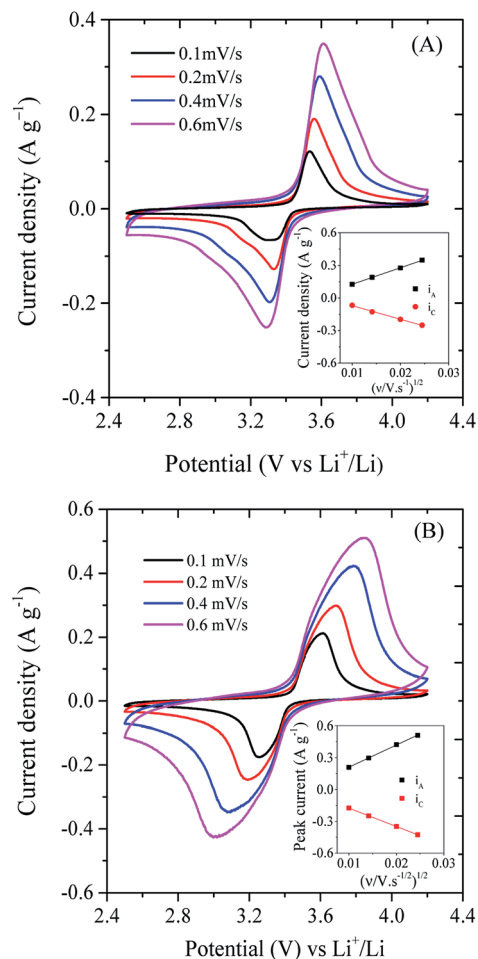 (A)
0.1mV/s
0.2mV/s
0.4mV/s
0.6mV/s
Current density (A g⁻¹)
0.4
0.2
0.0
-0.2
-0.4
2.4 2.8 3.2 3.6 4.0 4.4
Potential (V vs Li⁺/Li)
Current density (A g⁻¹)
0.6
0.3
0.0
-0.3
-0.6
i_A
i_C
0.01 0.02 0.03
(ν/V.s⁻¹)^1/2
(B)
0.1 mV/s
0.2 mV/s
0.4 mV/s
0.6 mV/s
Current density (A g⁻¹)
0.6
0.4
0.2
0.0
-0.2
-0.4
-0.6
2.4 2.8 3.2 3.6 4.0 4.4
Potential (V) vs Li⁺/Li
Peak current (A g⁻¹)
0.6
0.3
0.0
-0.3
-0.6
i_A
i_C
0.01 0.02 0.03
(ν/V.s^-1/2)^1/2